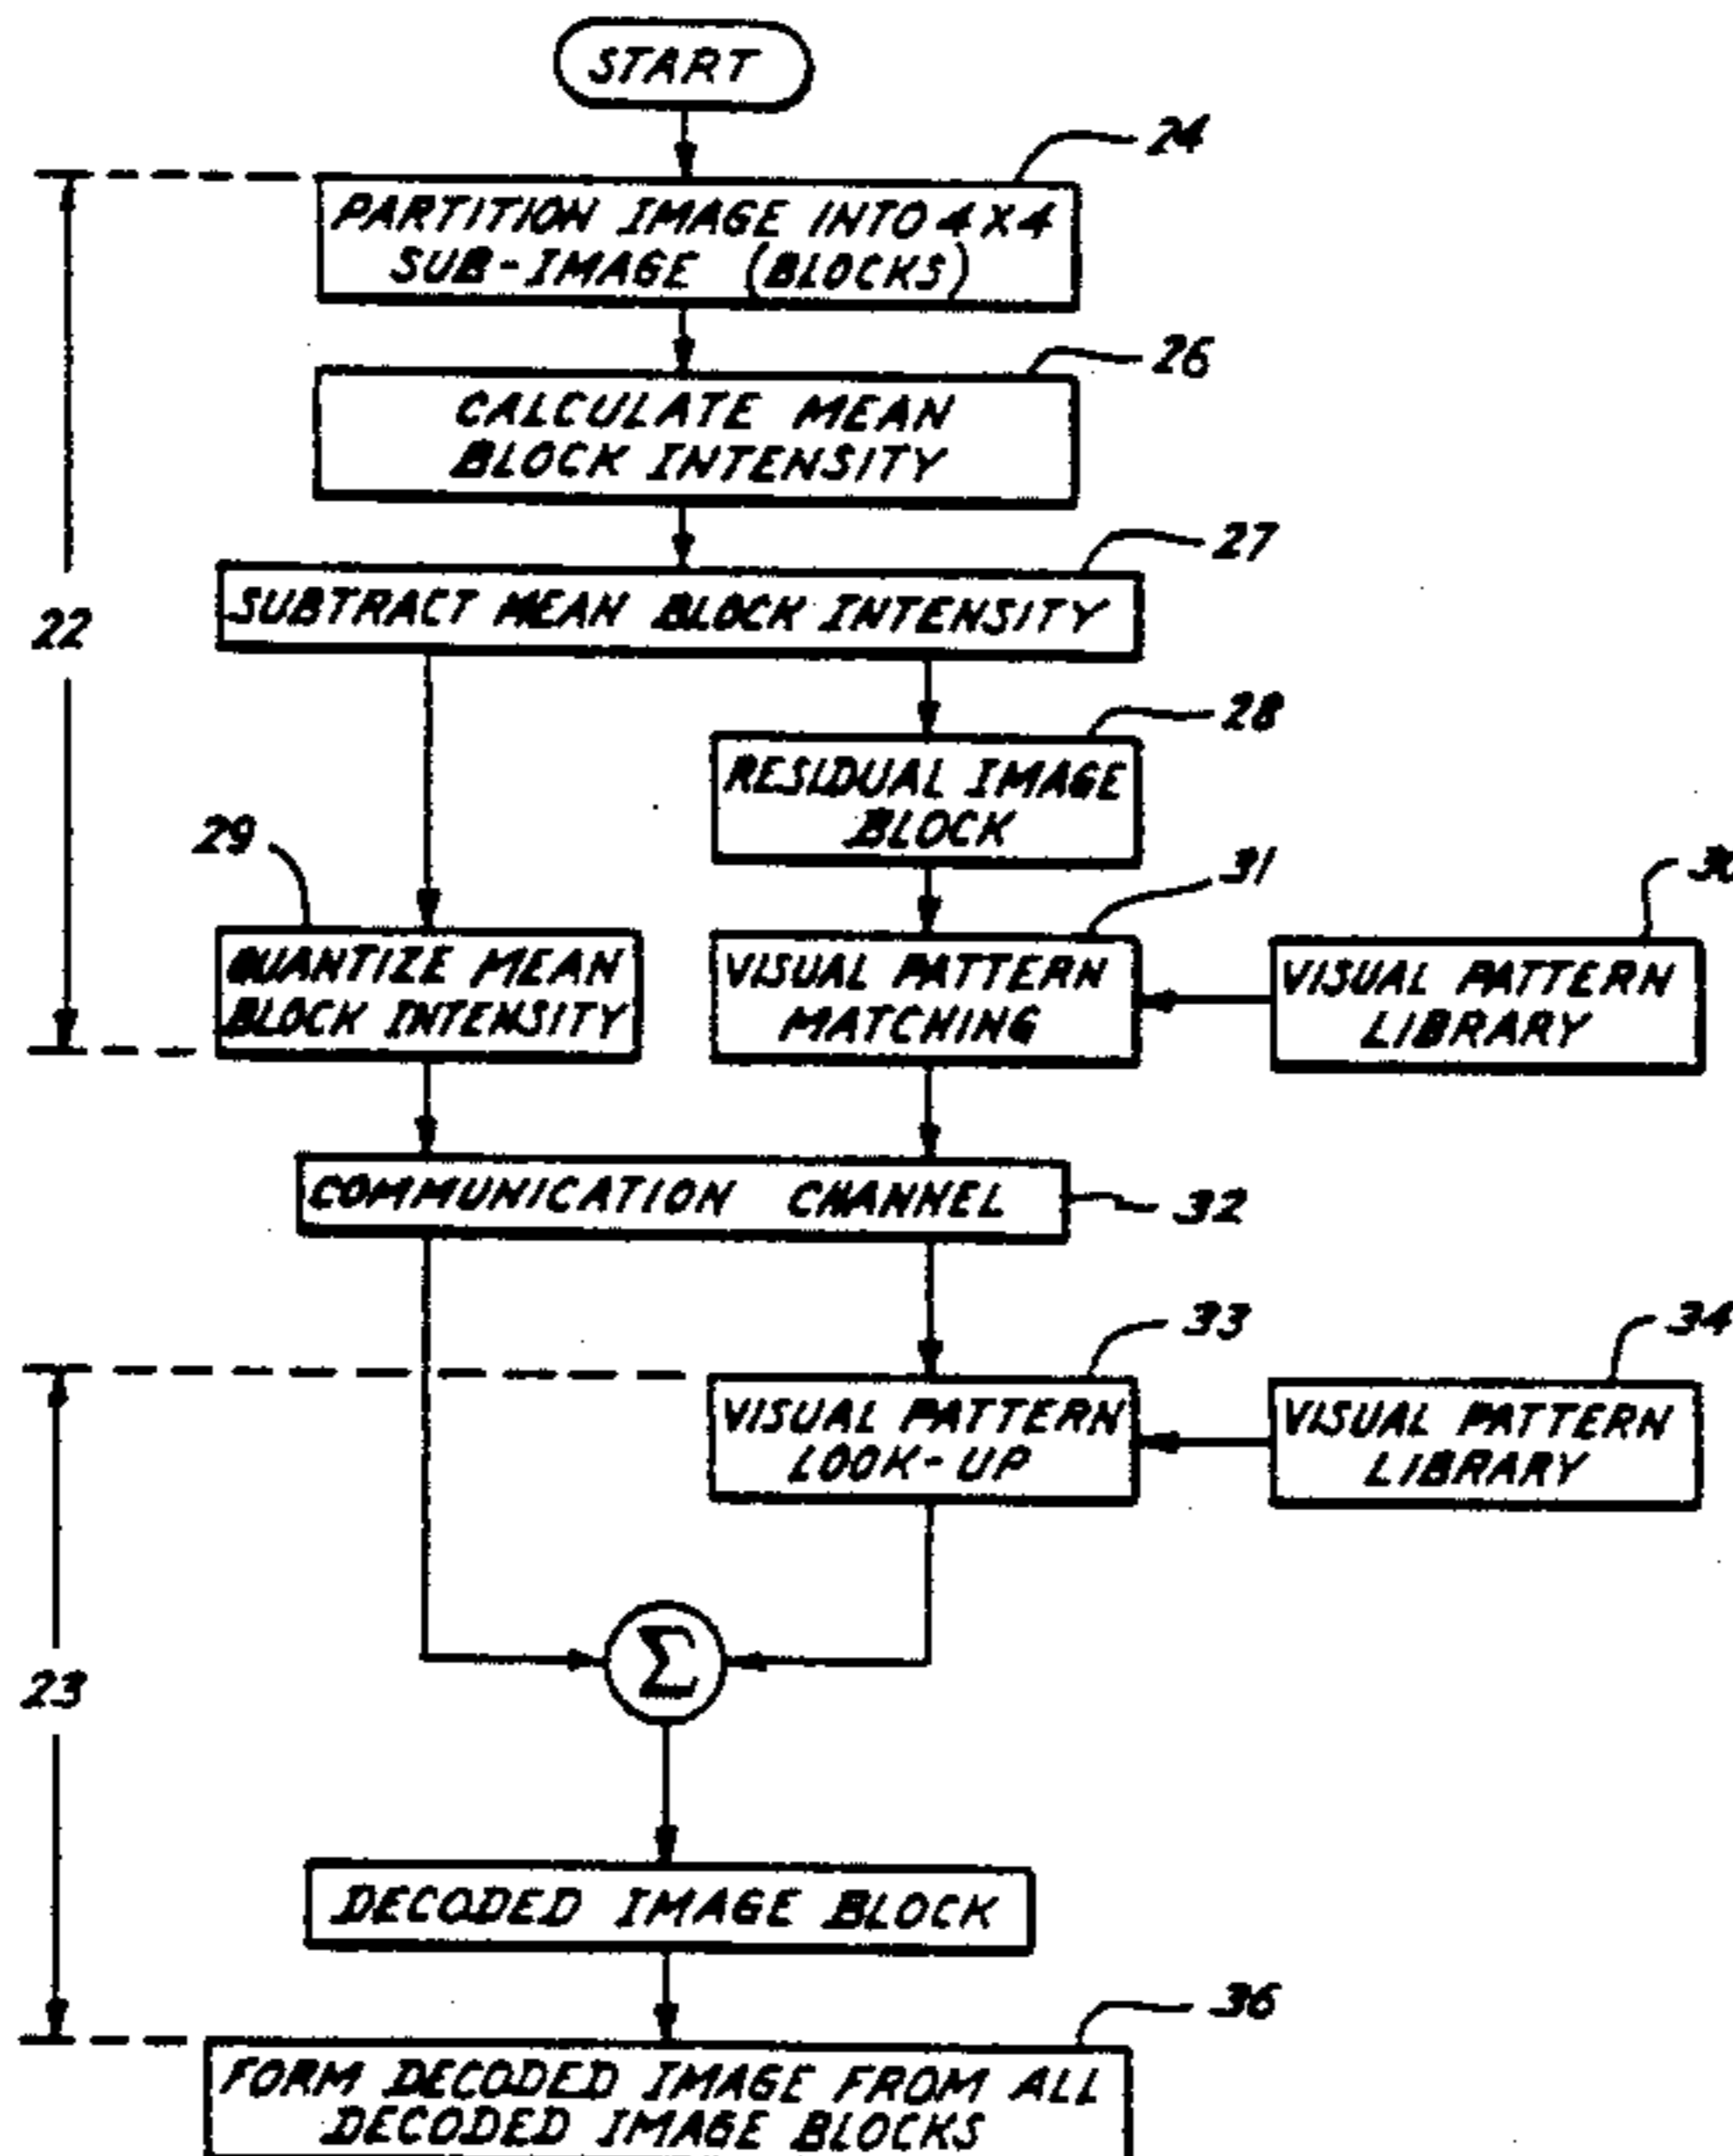 START
24
PARTITION IMAGE INTO 4X4
SUB-IMAGE (BLOCKS)
26
CALCULATE MEAN
BLOCK INTENSITY
27
SUBTRACT MEAN BLOCK INTENSITY
22
28
RESIDUAL IMAGE
BLOCK
29
31
30
QUANTIZE MEAN
BLOCK INTENSITY
VISUAL PATTERN
MATCHING
VISUAL PATTERN
LIBRARY
COMMUNICATION CHANNEL
32
33
34
VISUAL PATTERN
LOOK-UP
VISUAL PATTERN
LIBRARY
Σ
23
DECODED IMAGE BLOCK
36
FORM DECODED IMAGE FROM ALL
DECODED IMAGE BLOCKS